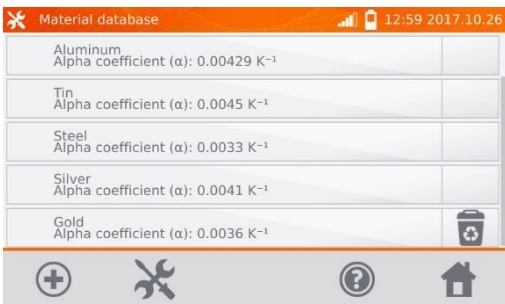 Material database 12:59 2017.10.26
Aluminum
Alpha coefficient (α): 0.00429 K⁻¹
Tin
Alpha coefficient (α): 0.0045 K⁻¹
Steel
Alpha coefficient (α): 0.0033 K⁻¹
Silver
Alpha coefficient (α): 0.0041 K⁻¹
Gold
Alpha coefficient (α): 0.0036 K⁻¹